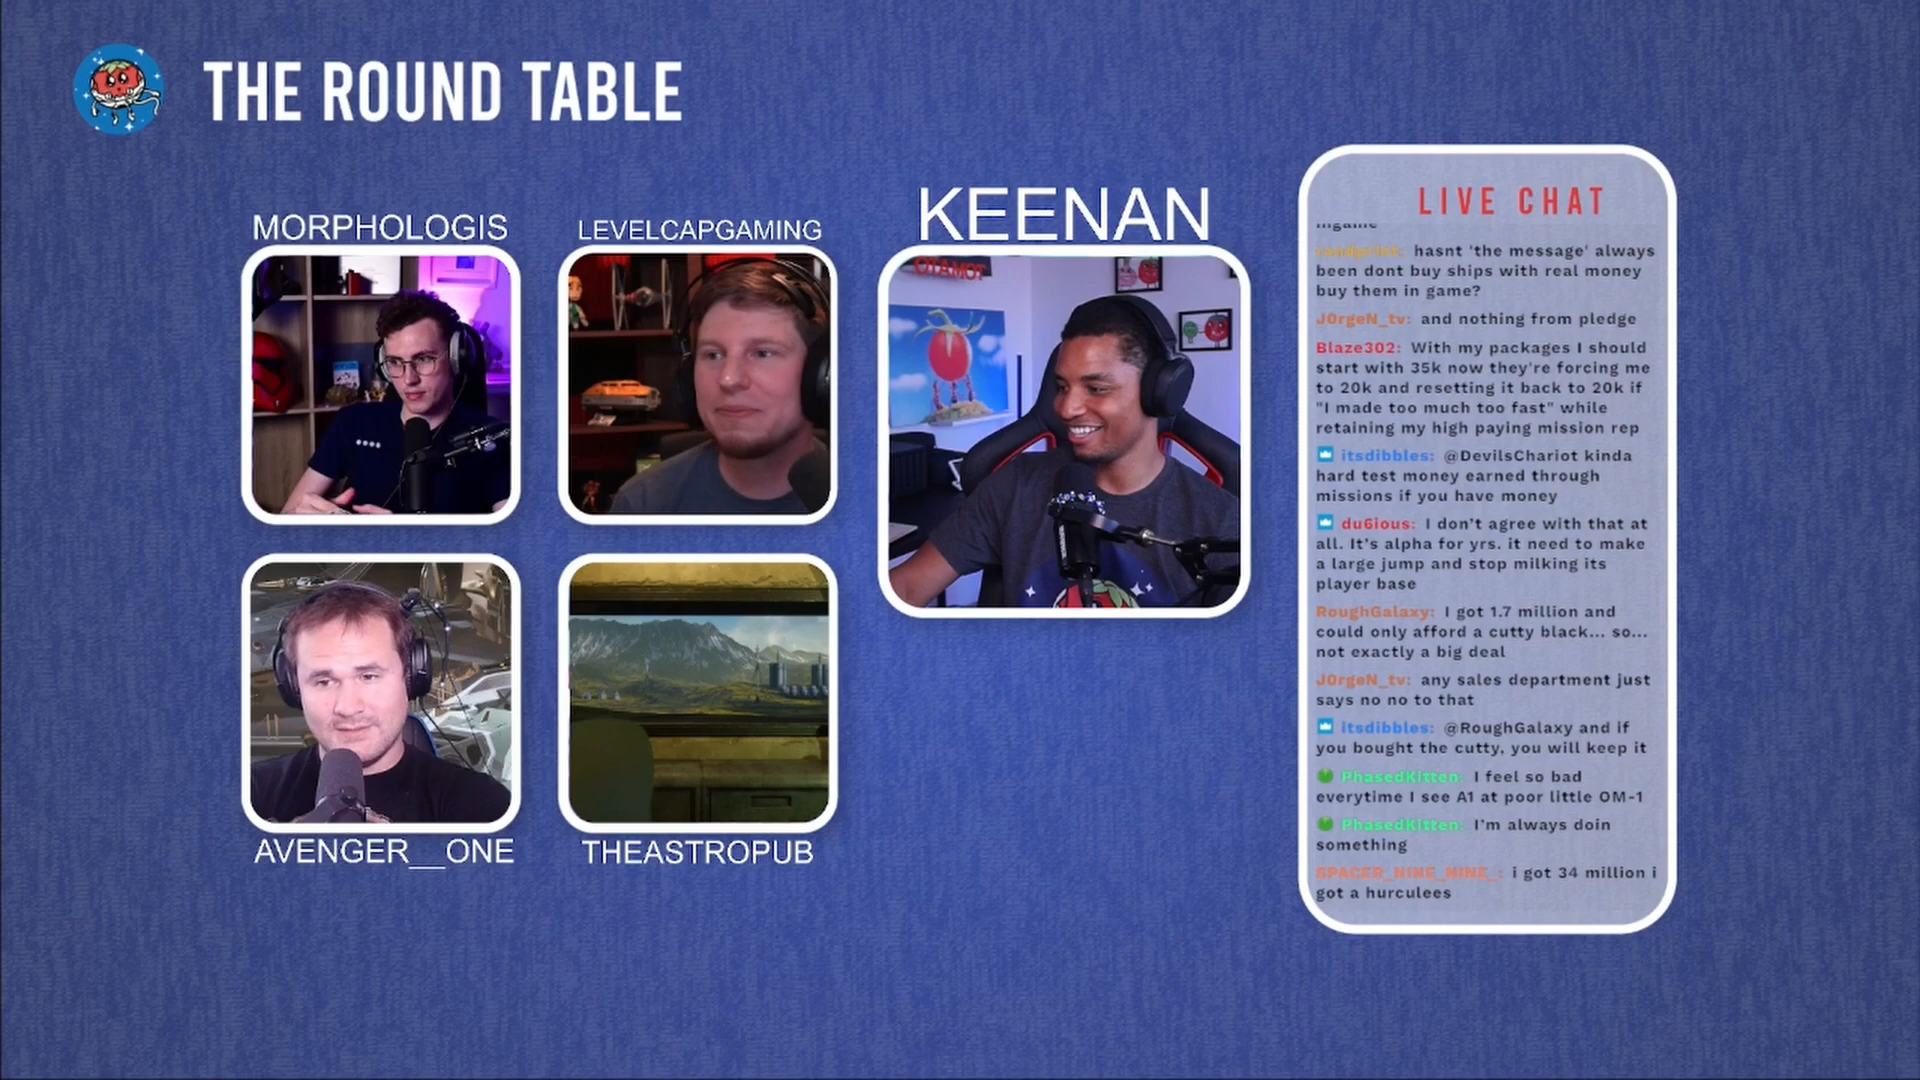 THE ROUND TABLE
MORPHOLOGIS
LEVELCAPGAMING
KEENAN
OTAMOT
AVENGER__ONE
THEASTROPUB
LIVE CHAT
ingame
hasnt 'the message' always
been dont buy ships with real money
buy them in game?
J0rgeN_tv: and nothing from pledge
Blaze302: With my packages I should
start with 35k now they're forcing me
to 20k and resetting it back to 20k if
"I made too much too fast" while
retaining my high paying mission rep
itsdibbles: @DevilsChariot kinda
hard test money earned through
missions if you have money
du6ious: I don't agree with that at
all. It's alpha for yrs. it need to make
a large jump and stop milking its
player base
RoughGalaxy: I got 1.7 million and
could only afford a cutty black... so...
not exactly a big deal
J0rgeN_tv: any sales department just
says no no to that
itsdibbles: @RoughGalaxy and if
you bought the cutty, you will keep it
PhasedKitten: I feel so bad
everytime I see A1 at poor little OM-1
PhasedKitten: I'm always doin
something
SPACER_NINE_NINE_: i got 34 million i
got a hurculees